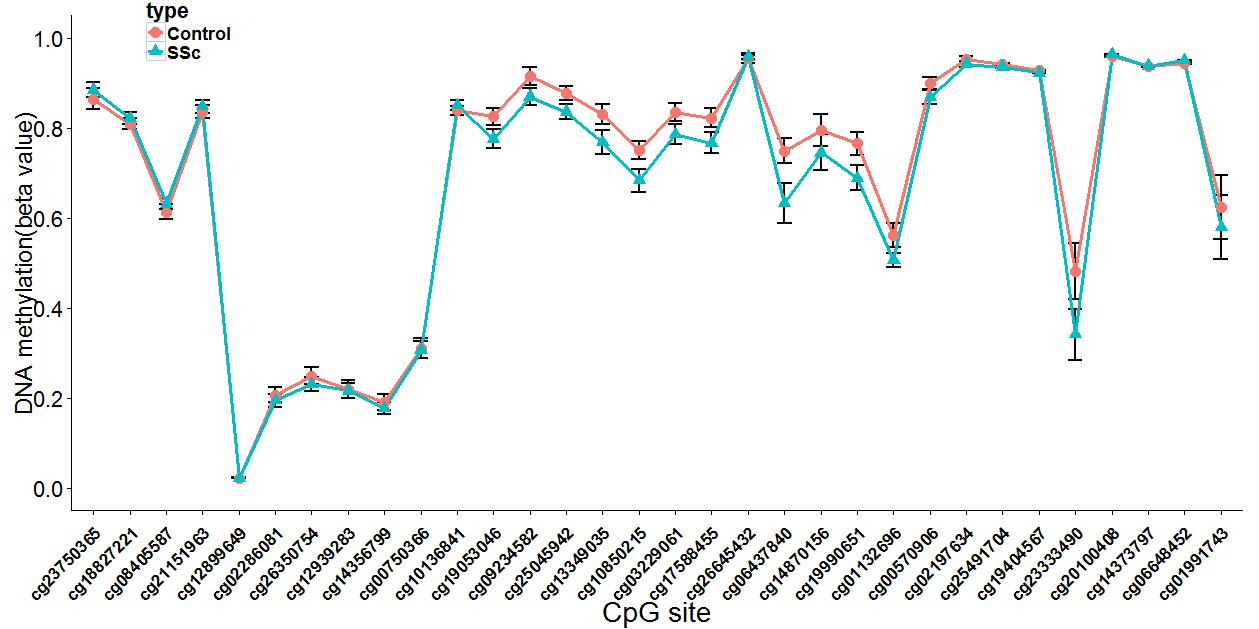 type
Control
SSc
DNA methylation(beta value)
1.0
0.8
0.6
0.4
0.2
0.0
cg23750365
cg18827221
cg08405587
cg21151963
cg12899649
cg02286081
cg26350754
cg12939283
cg14356799
cg00750366
cg10136841
cg19053046
cg09234582
cg25045942
cg13349035
cg10850215
cg03229061
cg17588455
cg26645432
cg06437840
cg14870156
cg19990651
cg01132696
cg00570906
cg02197634
cg25491704
cg19404567
cg23333490
cg20100408
cg14373797
cg06648452
cg01991743
CpG site